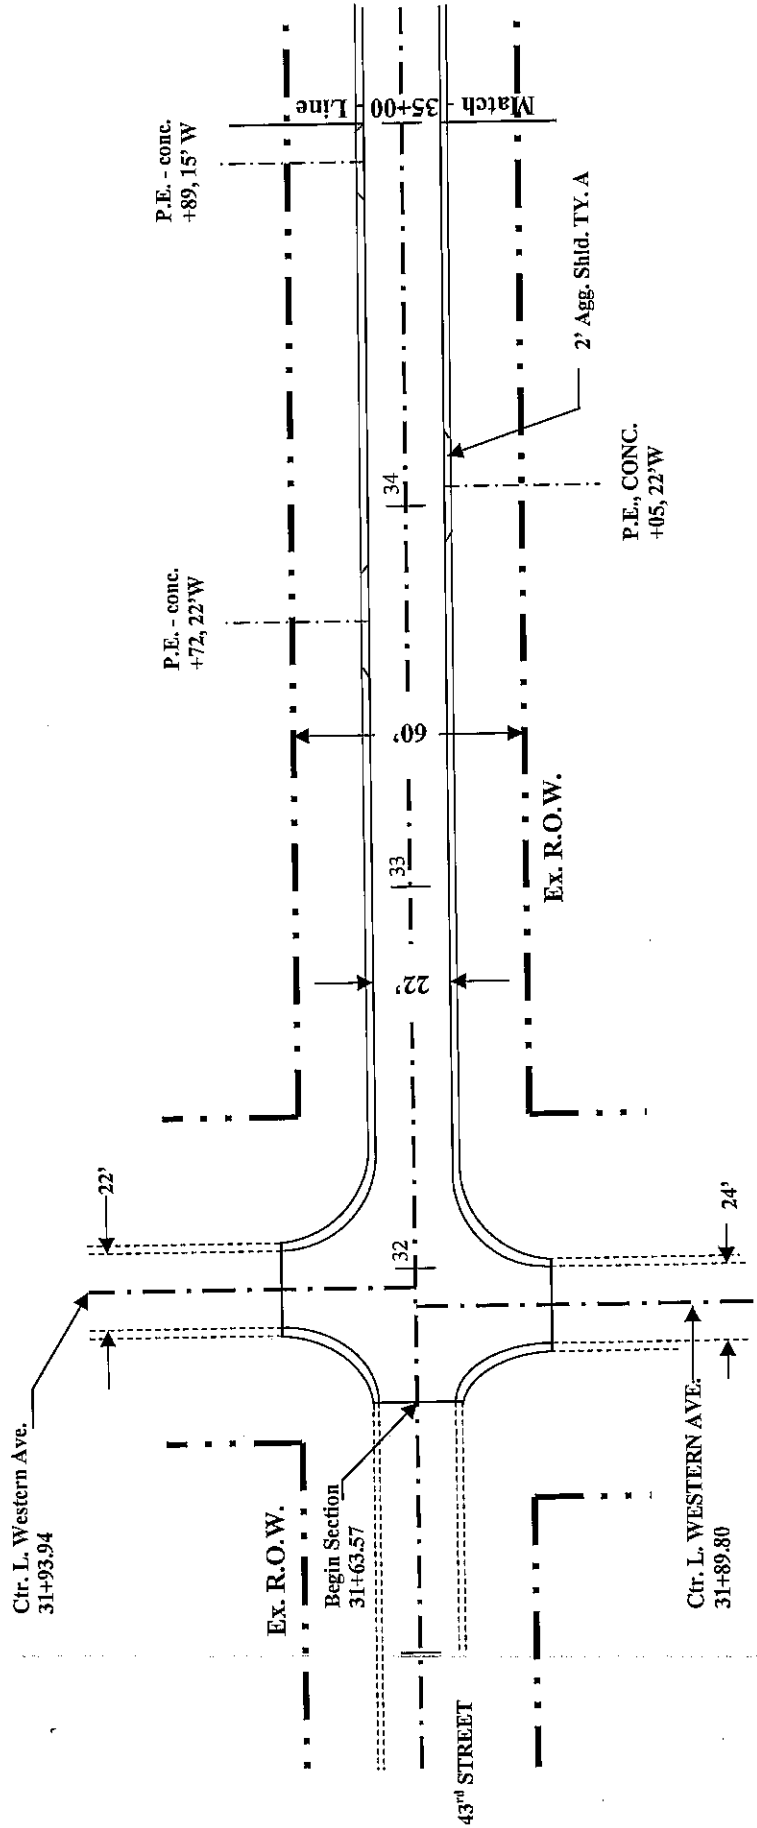 Ctr. L. Western Ave.
31+93.94
22'
P.E. - conc.
+72, 22'W
P.E. - conc.
+89, 15' W
Ex. R.O.W.
Begin Section
31+63.57
32
33
34
22'
60'
Match - 35+00 - Line
43rd STREET
Ctr. L. WESTERN AVE.
31+89.80
24'
Ex. R.O.W.
P.E., CONC.
+05, 22'W
2' Agg. Shld. TY. A